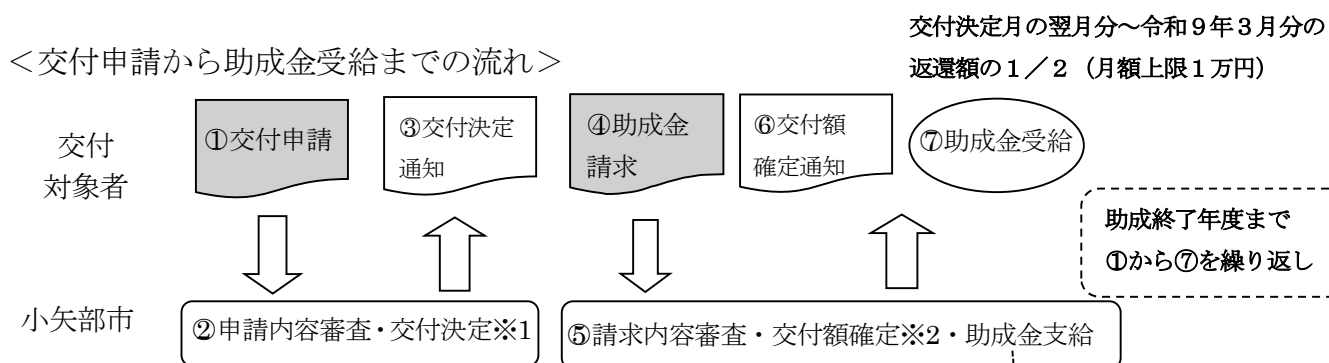 交付決定月の翌月分～令和９年３月分の
返還額の１／２（月額上限１万円）
＜交付申請から助成金受給までの流れ＞
交付
対象者
①交付申請
③交付決定
通知
④助成金
請求
⑥交付額
確定通知
⑦助成金受給
助成終了年度まで
①から⑦を繰り返し
小矢部市
②申請内容審査・交付決定※1
⑤請求内容審査・交付額確定※2・助成金支給